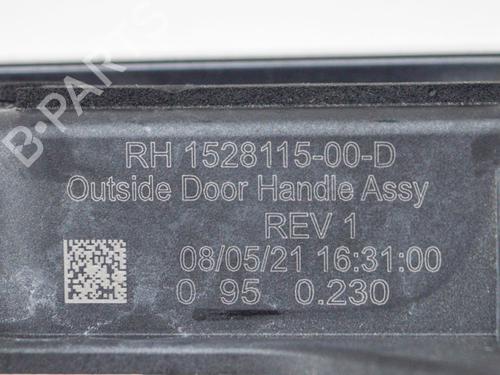 B-PARTS
RH 1528115-00-D
Outside Door Handle Assy
REV 1
08/05/21 16:31:00
0 95 0.230